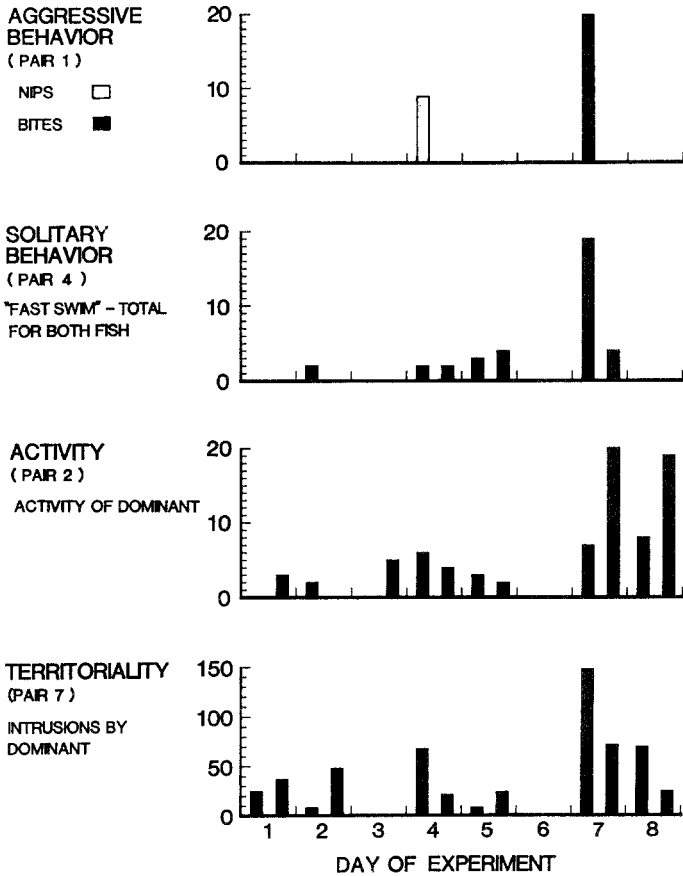 AGGRESSIVE
BEHAVIOR
( PAIR 1 )
NIPS
BITES
20
10
0
SOLITARY
BEHAVIOR
( PAIR 4 )
"FAST SWIM" - TOTAL
FOR BOTH FISH
20
10
0
ACTIVITY
( PAIR 2 )
ACTIVITY OF DOMINANT
20
10
0
TERRITORIALITY
(PAIR 7 )
INTRUSIONS BY
DOMINANT
150
100
50
0
1 2 3 4 5 6 7 8
DAY OF EXPERIMENT